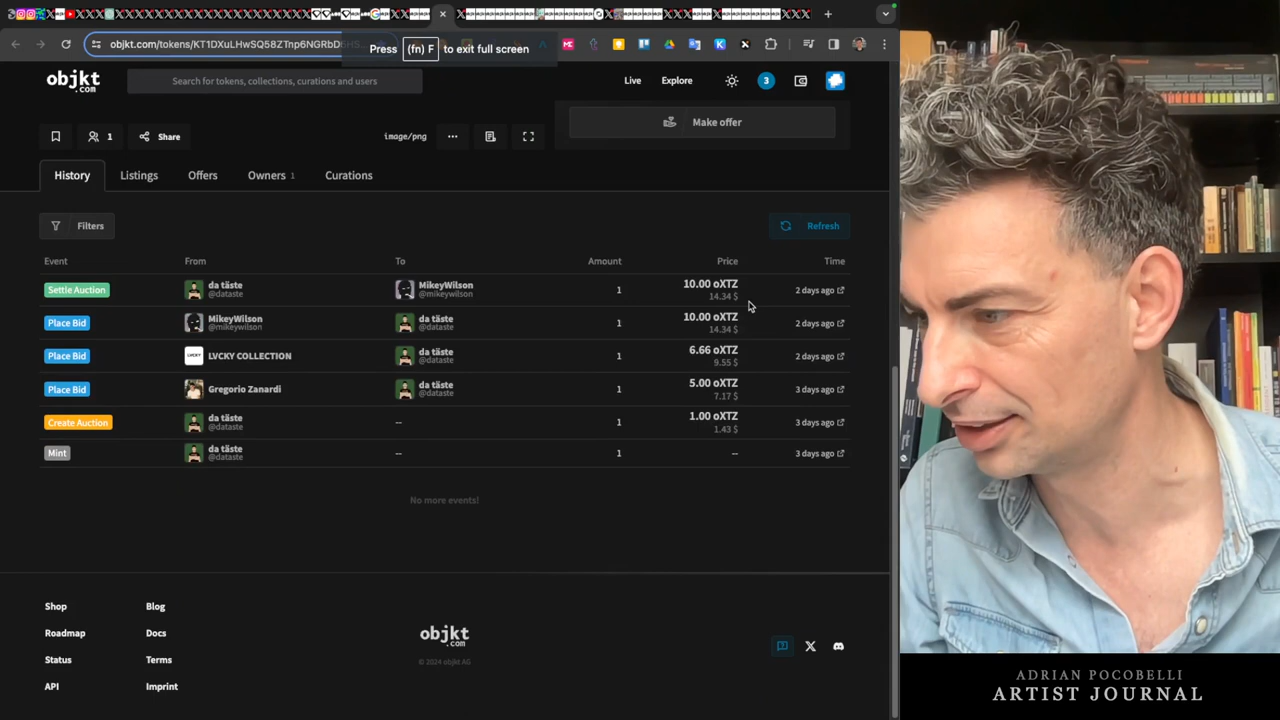 objkt.com/tokens/KT1DXuLHwSQ58ZTnp6NGRbD
Press (fn) F to exit full screen
objkt
.com
Search for tokens, collections, curations and users
Live
Explore
3
Make offer
1
Share
image/png
...
History
Listings
Offers
Owners 1
Curations
Filters
Refresh
Event From To Amount Price Time
Settle Auction da täste MikeyWilson 1 10.00 oXTZ 2 days ago
@dataste @mikeywilson 14.34 $
Place Bid MikeyWilson da täste 1 10.00 oXTZ 2 days ago
@mikeywilson @dataste 14.34 $
Place Bid LVCKY COLLECTION da täste 1 6.66 oXTZ 2 days ago
@dataste 9.55 $
Place Bid Gregorio Zanardi da täste 1 5.00 oXTZ 3 days ago
@dataste 7.17 $
Create Auction da täste -- 1 1.00 oXTZ 3 days ago
@dataste 1.43 $
Mint da täste -- 1 -- 3 days ago
@dataste
No more events!
Shop Blog
Roadmap Docs
Status Terms
API Imprint
objkt
.com
© 2024 objkt AG
ADRIAN POCOBELLI
ARTIST JOURNAL